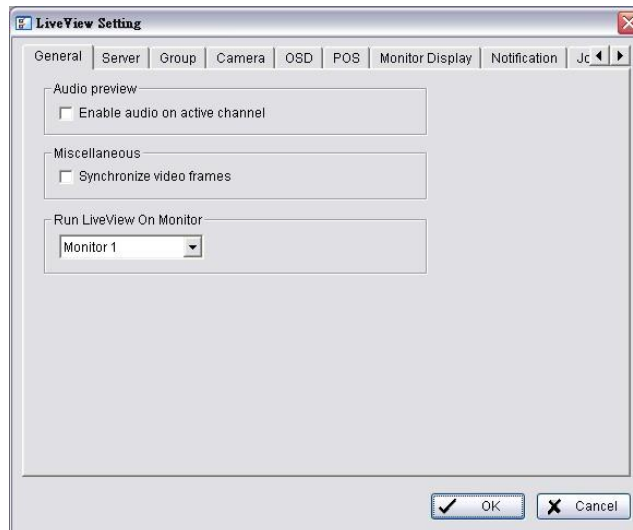 LiveView Setting
General Server Group Camera OSD POS Monitor Display Notification
Audio preview
Enable audio on active channel
Miscellaneous
Synchronize video frames
Run LiveView On Monitor
Monitor 1
OK Cancel